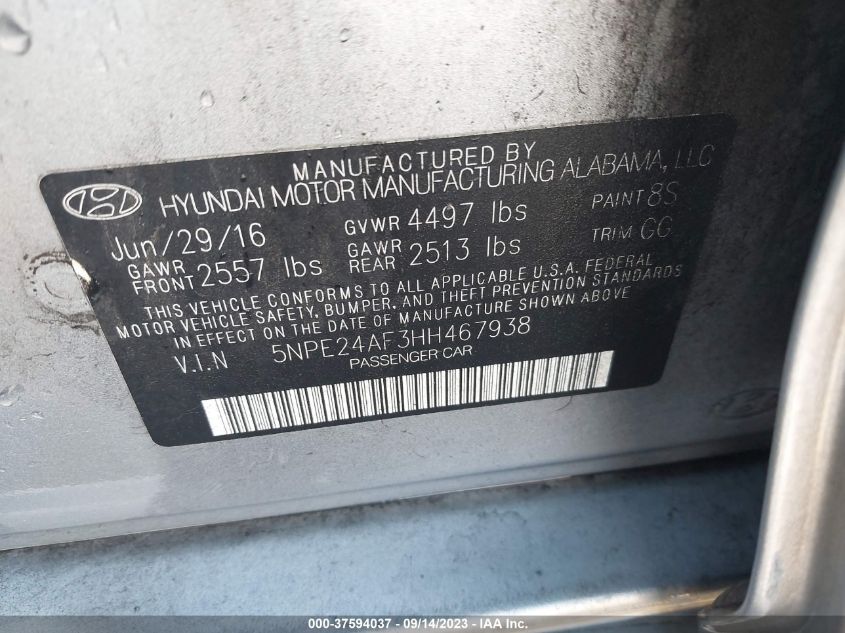 MANUFACTURED BY
HYUNDAI MOTOR MANUFACTURING ALABAMA, LLC
Jun/29/16 GVWR 4497 lbs PAINT 8S
GAWR FRONT 2557 lbs GAWR REAR 2513 lbs TRIM GG
THIS VEHICLE CONFORMS TO ALL APPLICABLE U.S.A. FEDERAL
MOTOR VEHICLE SAFETY, BUMPER, AND THEFT PREVENTION STANDARDS
IN EFFECT ON THE DATE OF MANUFACTURE SHOWN ABOVE
V.I.N 5NPE24AF3HH467938
PASSENGER CAR
000-37594037 - 09/14/2023 - IAA Inc.